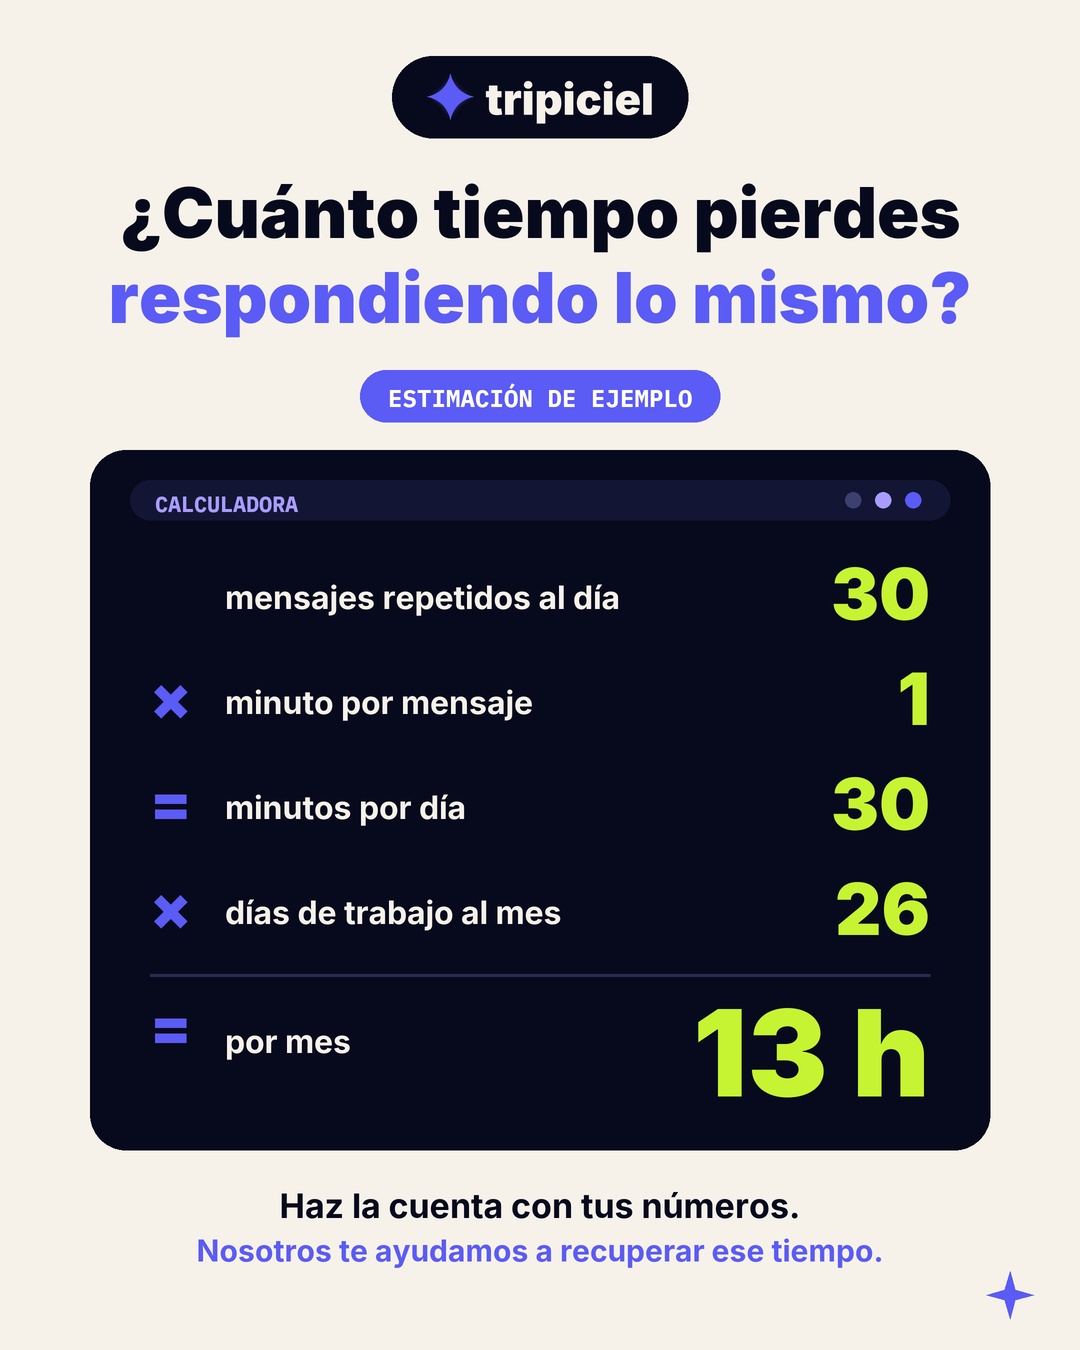 tripiciel
¿Cuánto tiempo pierdes
respondiendo lo mismo?
ESTIMACIÓN DE EJEMPLO
CALCULADORA
mensajes repetidos al día 30
× minuto por mensaje 1
= minutos por día 30
× días de trabajo al mes 26
= por mes 13 h
Haz la cuenta con tus números.
Nosotros te ayudamos a recuperar ese tiempo.